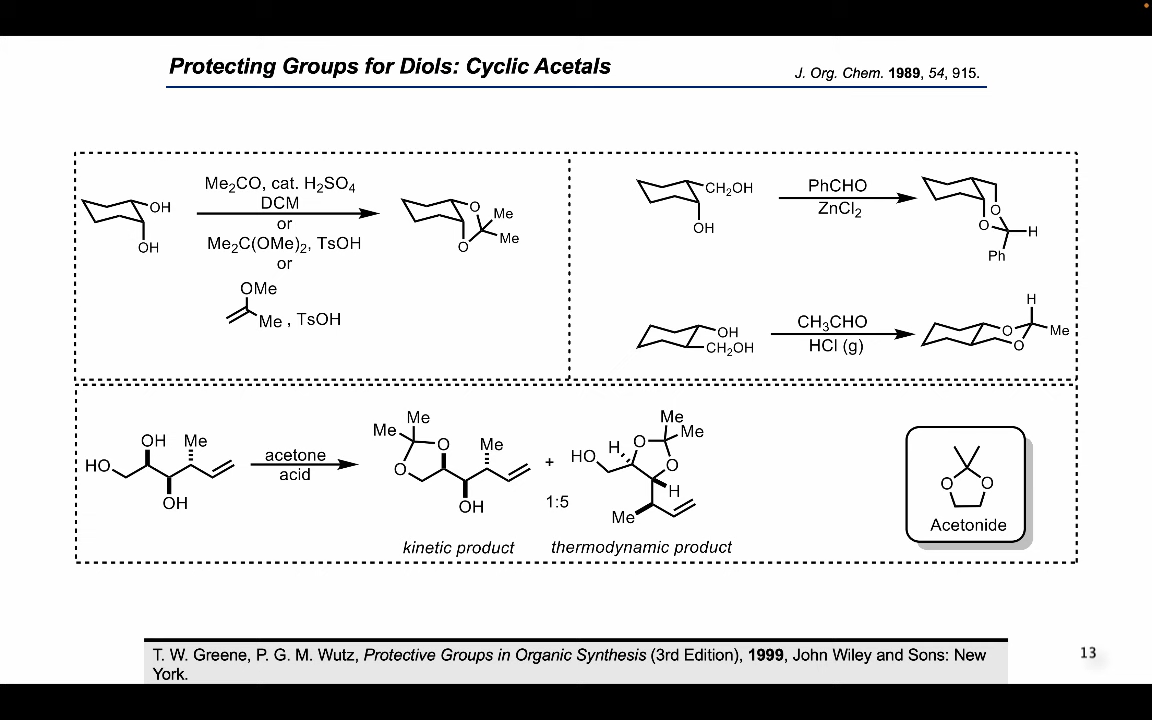 Protecting Groups for Diols: Cyclic Acetals
J. Org. Chem. 1989, 54, 915.
OH
OH
Me₂CO, cat. H₂SO₄
DCM
or
Me₂C(OMe)₂, TsOH
or
OMe
Me , TsOH
O
Me
Me
O
CH₂OH
OH
PhCHO
ZnCl₂
O
O
H
Ph
OH
CH₂OH
CH₃CHO
HCl (g)
H
O
Me
O
OH Me
HO
OH
acetone
acid
Me
Me
O
O
Me
OH
kinetic product
+
1:5
Me
Me
O
H
HO
O
H
Me
thermodynamic product
O O
Acetonide
T. W. Greene, P. G. M. Wutz, Protective Groups in Organic Synthesis (3rd Edition), 1999, John Wiley and Sons: New
York.
13